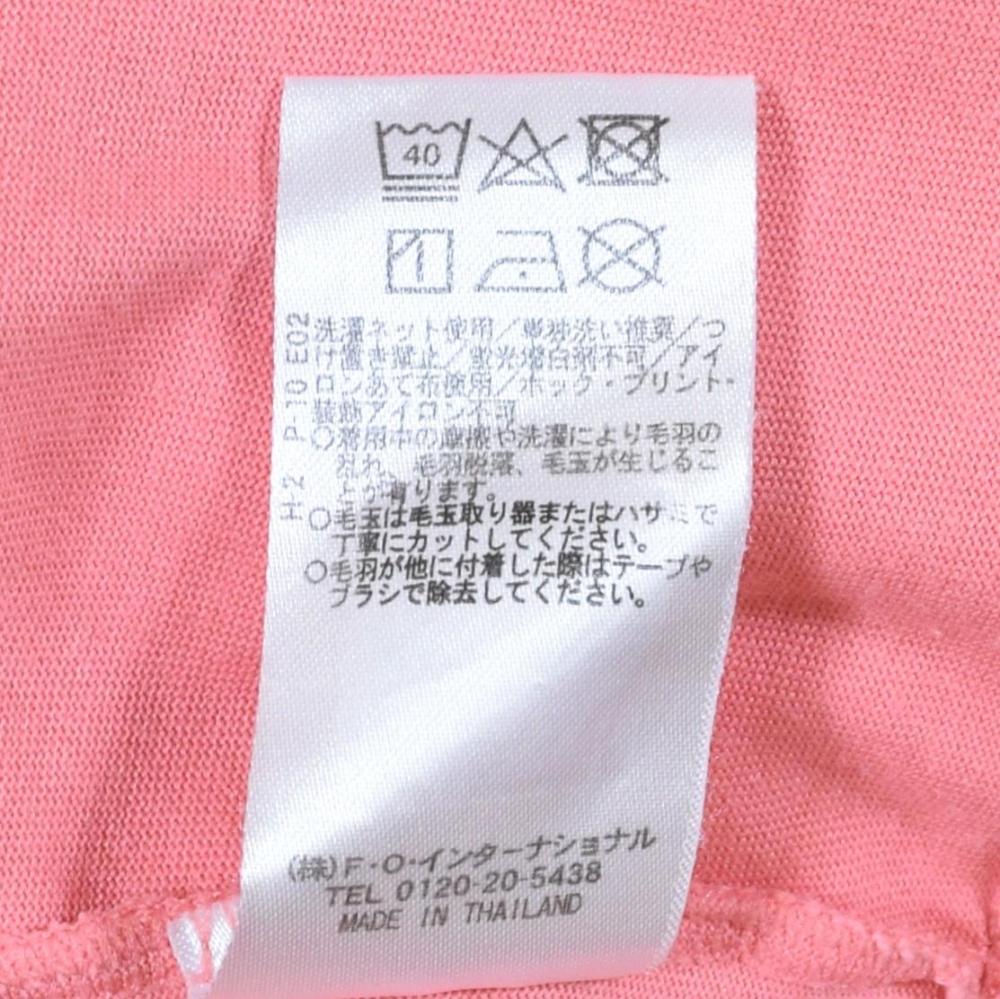 40
洗濯ネット使用/単独洗い推奨/つ
け置き禁止/蛍光増白剤不可/アイ
ロンあて布使用/ホック・プリント・
装飾アイロン不可
○着用中の摩擦や洗濯により毛羽の
乱れ、毛羽脱落、毛玉が生じるこ
とが有ります。
○毛玉は毛玉取り器またはハサミで
丁寧にカットしてください。
○毛羽が他に付着した際はテープや
ブラシで除去してください。
H-2 P-10 E02
(株)F・O・インターナショナル
TEL 0120-20-5438
MADE IN THAILAND